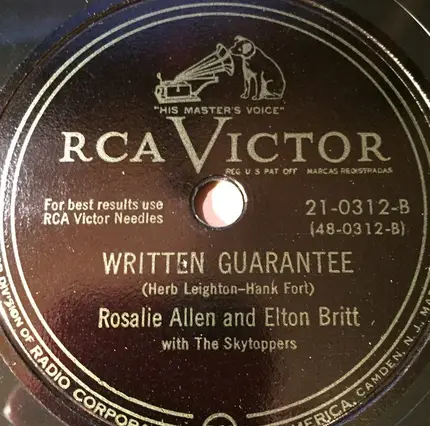 "HIS MASTER'S VOICE"
RCA VICTOR
REG U S PAT OFF MARCAS REGISTRADAS
For best results use
RCA Victor Needles
21-0312-B
(48-0312-B)
WRITTEN GUARANTEE
(Herb Leighton-Hank Fort)
Rosalie Allen and Elton Britt
with The Skytoppers
DIVISION OF RADIO CORPORA
AMERICA, CAMDEN, N. J.